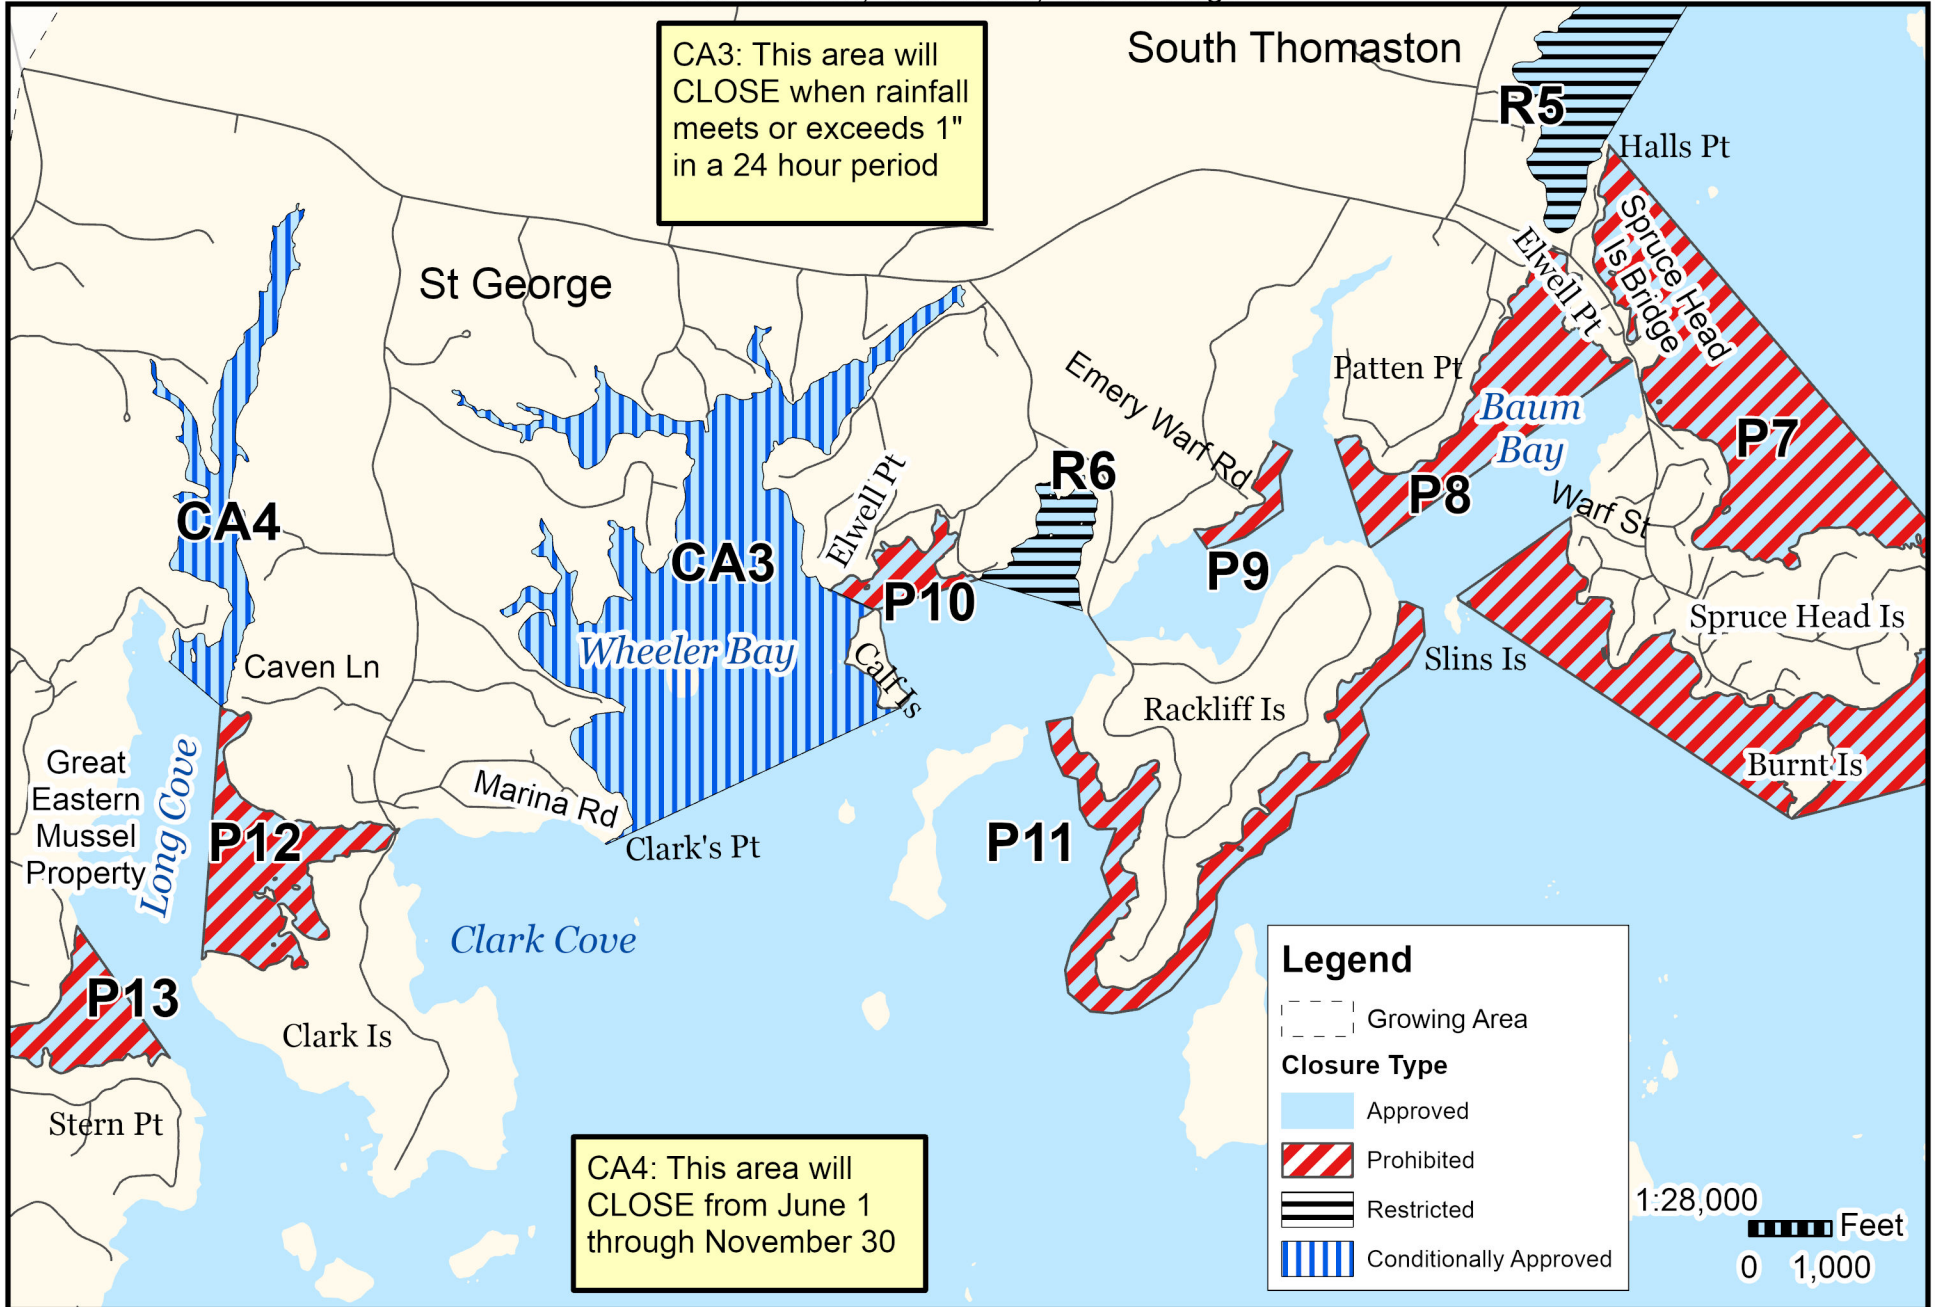 CA3: This area will
CLOSE when rainfall
meets or exceeds 1"
in a 24 hour period
South Thomaston
R5
Halls Pt
Spruce Head
Is Bridge
Elwell Pt
St George
Patten Pt
Emery Warf Rd
Baum
Bay
P7
R6
P8
Warf St
CA4
Elwell Pt
CA3
P9
P10
Spruce Head Is
Wheeler Bay
Calf Is
Slins Is
Caven Ln
Rackliff Is
Great
Eastern
Mussel
Property
Long Cove
Burnt Is
Marina Rd
P12
Clark's Pt
P11
Clark Cove
P13
Clark Is
Stern Pt
CA4: This area will
CLOSE from June 1
through November 30
Legend
Growing Area
Closure Type
Approved
Prohibited
Restricted
Conditionally Approved
1:28,000
Feet
0 1,000